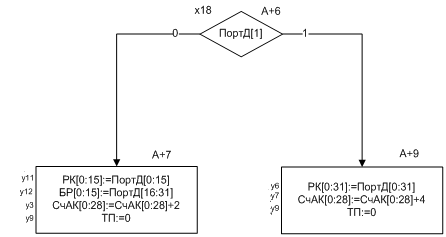 x18
A+6
0
ПортД[1]
1
A+7
y11
РК[0:15]:=ПортД[0:15]
y12
БР[0:15]:=ПортД[16:31]
y3
СчАК[0:28]:=СчАК[0:28]+2
y9
ТП:=0
A+9
y6
РК[0:31]:=ПортД[0:31]
y7
СчАК[0:28]:=СчАК[0:28]+4
y9
ТП:=0